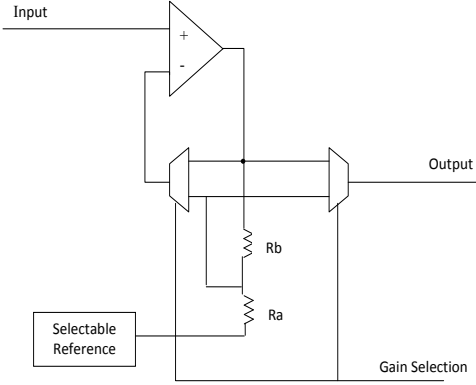 Input
+
-
Output
Rb
Ra
Selectable
Reference
Gain Selection